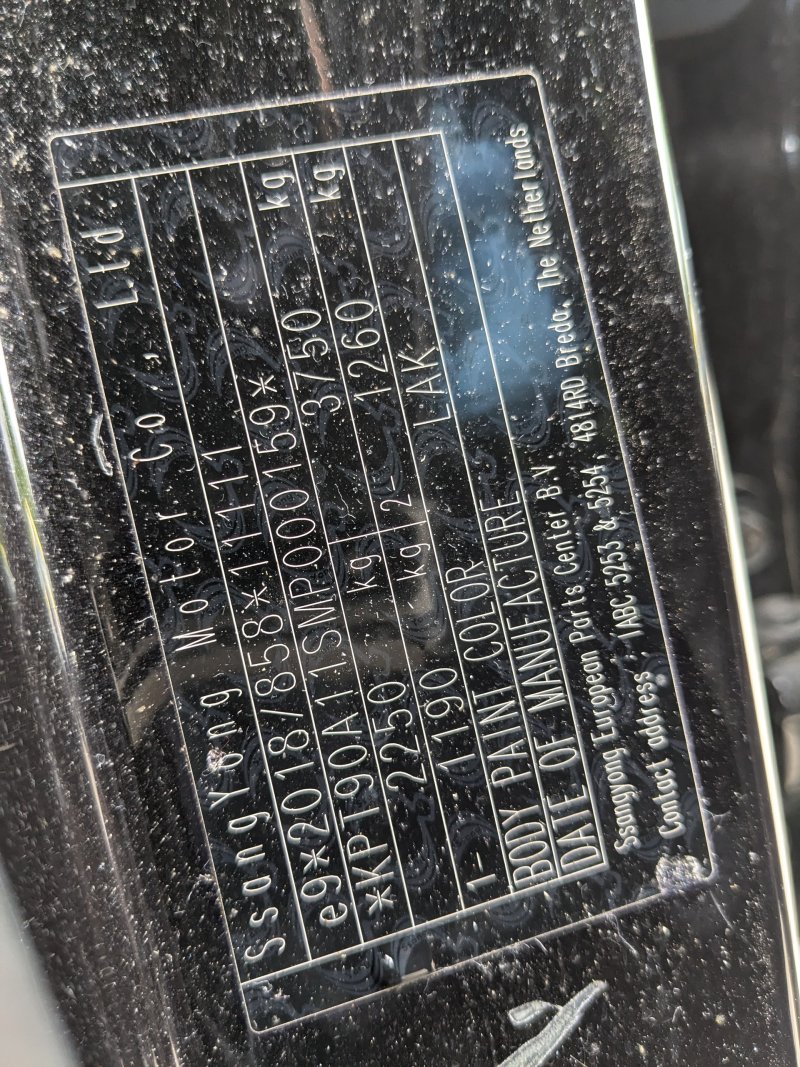 SsangYong Motor Co., Ltd
e9*2018/858*11111
*KPT90A11SMP000159*
2250 kg 3750 kg
1- 1190 kg 2- 1260 kg
BODY PAINT COLOR LAK
DATE OF MANUFACTURE
Ssangyong European Parts Center B.V.
Contact address : IABC 5253 & 5254, 4814RD Breda, The Netherlands